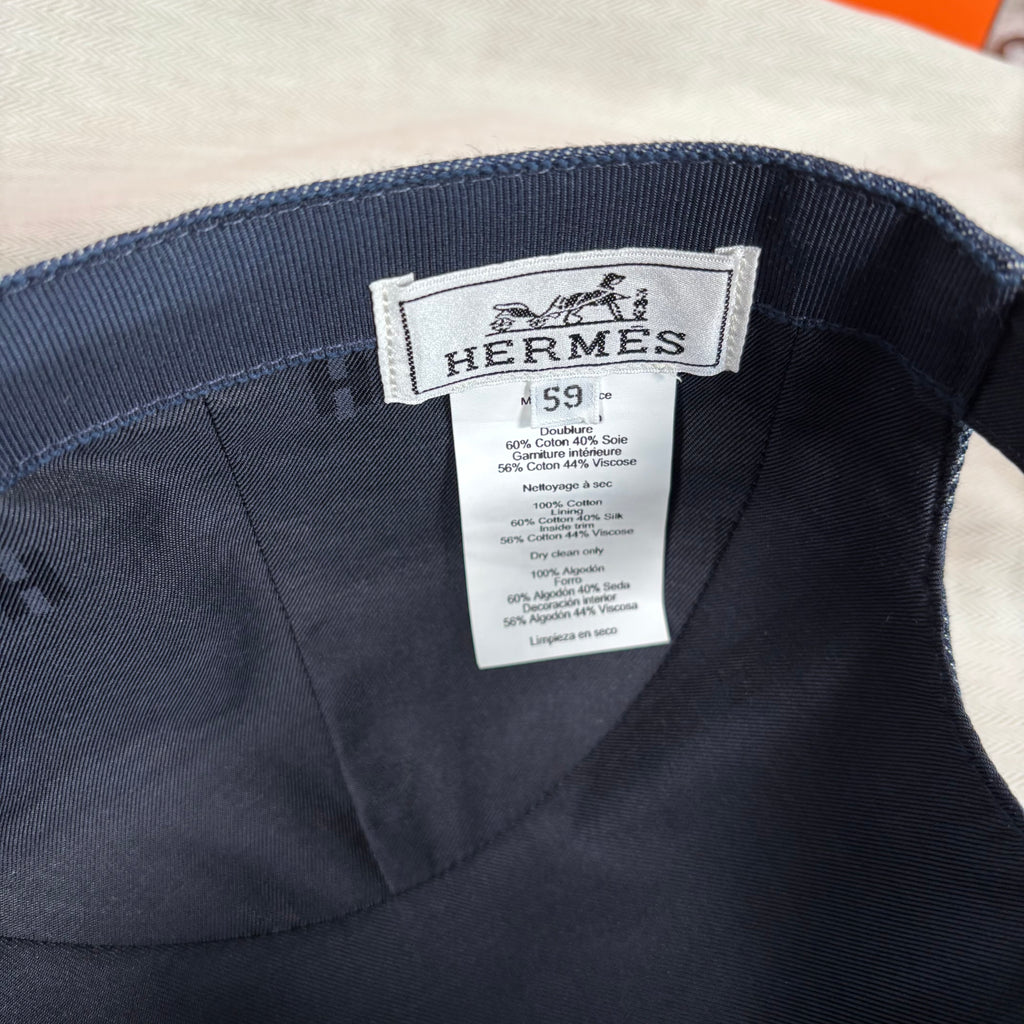 HERMÈS
59
Doublure
60% Coton 40% Soie
Garniture intérieure
56% Coton 44% Viscose
Nettoyage à sec
100% Cotton
Lining
60% Cotton 40% Silk
Inside trim
56% Cotton 44% Viscose
Dry clean only
100% Algodón
Forro
60% Algodón 40% Seda
Decoración interior
56% Algodón 44% Viscosa
Limpieza en seco